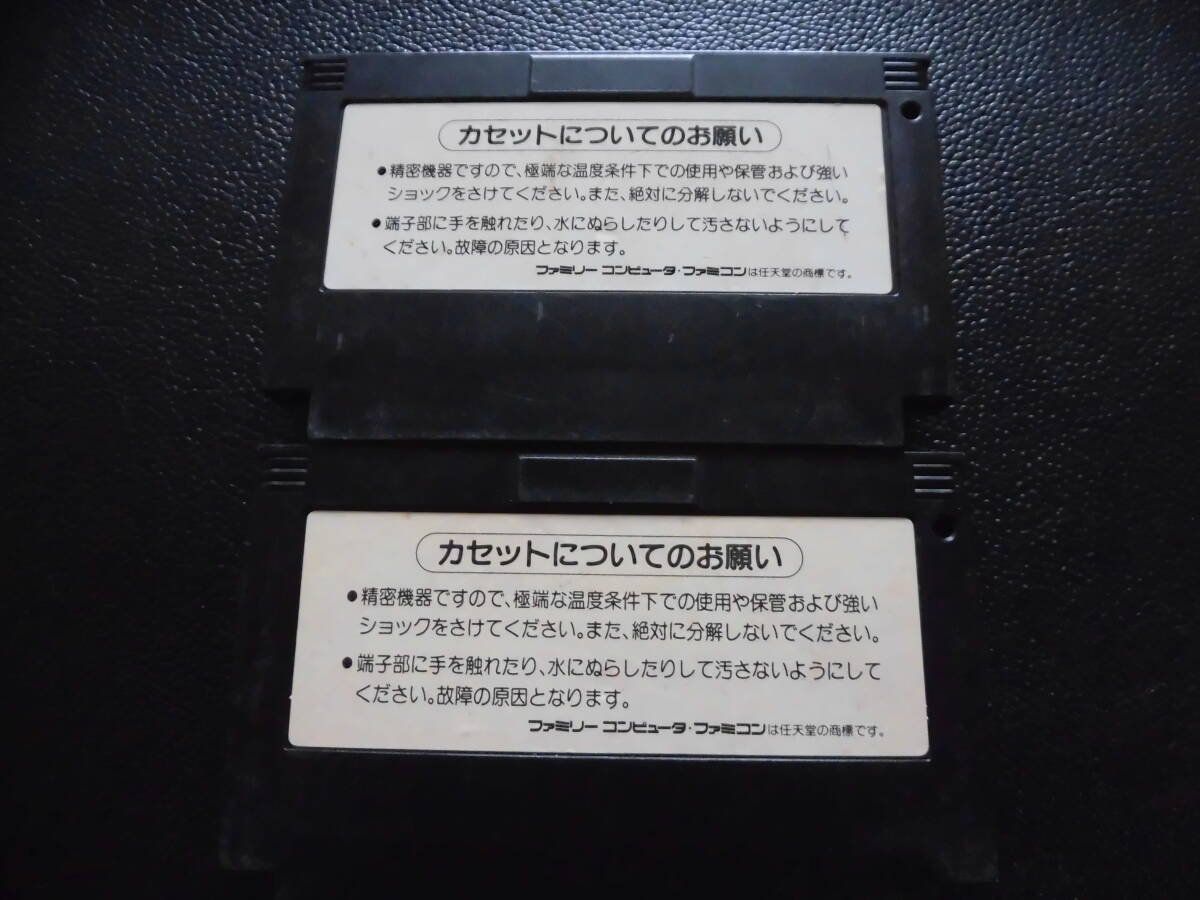 カセットについてのお願い
●精密機器ですので、極端な温度条件下での使用や保管および強い
ショックをさけてください。また、絶対に分解しないでください。
●端子部に手を触れたり、水にぬらしたりして汚さないようにして
ください。故障の原因となります。
ファミリー コンピュータ・ファミコンは任天堂の商標です。
カセットについてのお願い
●精密機器ですので、極端な温度条件下での使用や保管および強い
ショックをさけてください。また、絶対に分解しないでください。
●端子部に手を触れたり、水にぬらしたりして汚さないようにして
ください。故障の原因となります。
ファミリー コンピュータ・ファミコンは任天堂の商標です。